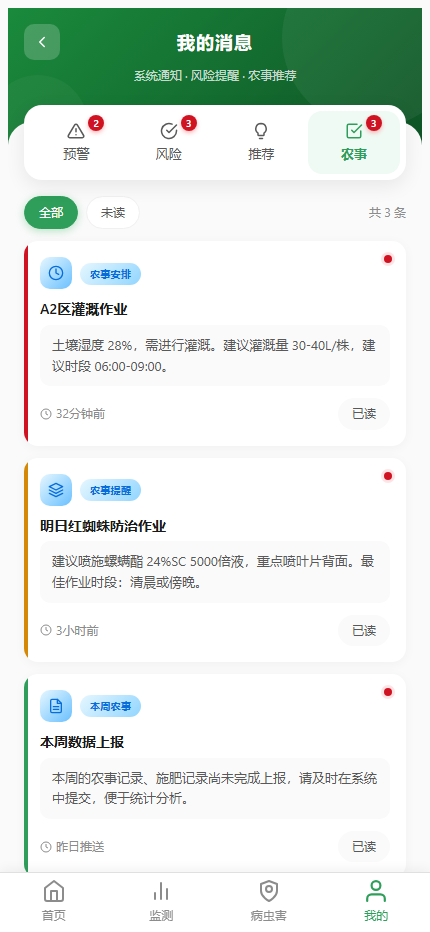 我的消息
系统通知 · 风险提醒 · 农事推荐
2
3
3
预警
风险
推荐
农事
全部
未读
共 3 条
农事安排
A2区灌溉作业
土壤湿度 28%，需进行灌溉。建议灌溉量 30-40L/株，建
议时段 06:00-09:00。
32分钟前
已读
农事提醒
明日红蜘蛛防治作业
建议喷施螺螨酯 24%SC 5000倍液，重点喷叶片背面。最
佳作业时段：清晨或傍晚。
3小时前
已读
本周农事
本周数据上报
本周的农事记录、施肥记录尚未完成上报，请及时在系统
中提交，便于统计分析。
昨日推送
已读
首页
监测
病虫害
我的